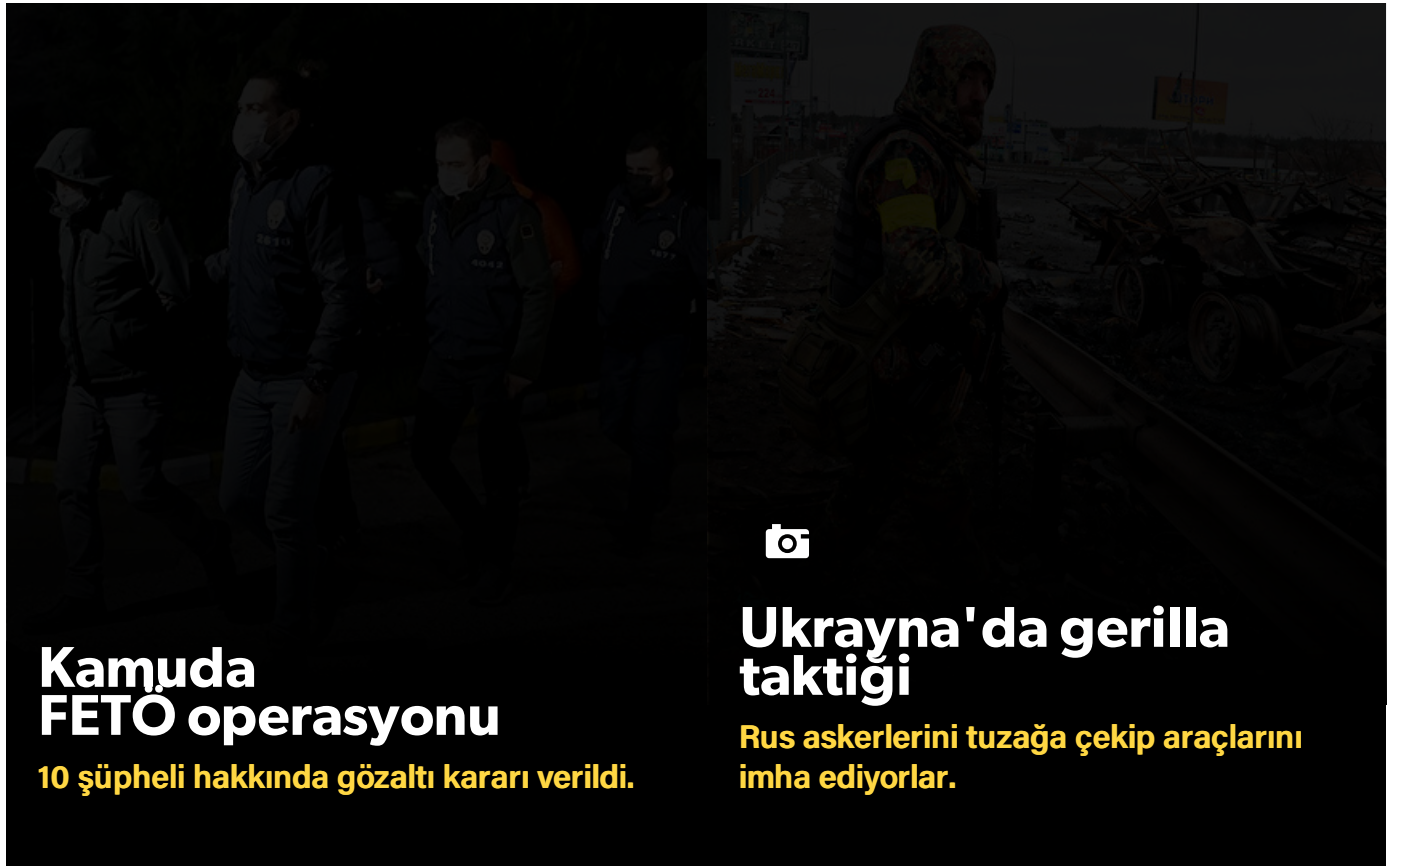 Kamuda
FETÖ operasyonu
10 şüpheli hakkında gözaltı kararı verildi.
224
Ukrayna'da gerilla
taktiği
Rus askerlerini tuzağa çekip araçlarını
imha ediyorlar.